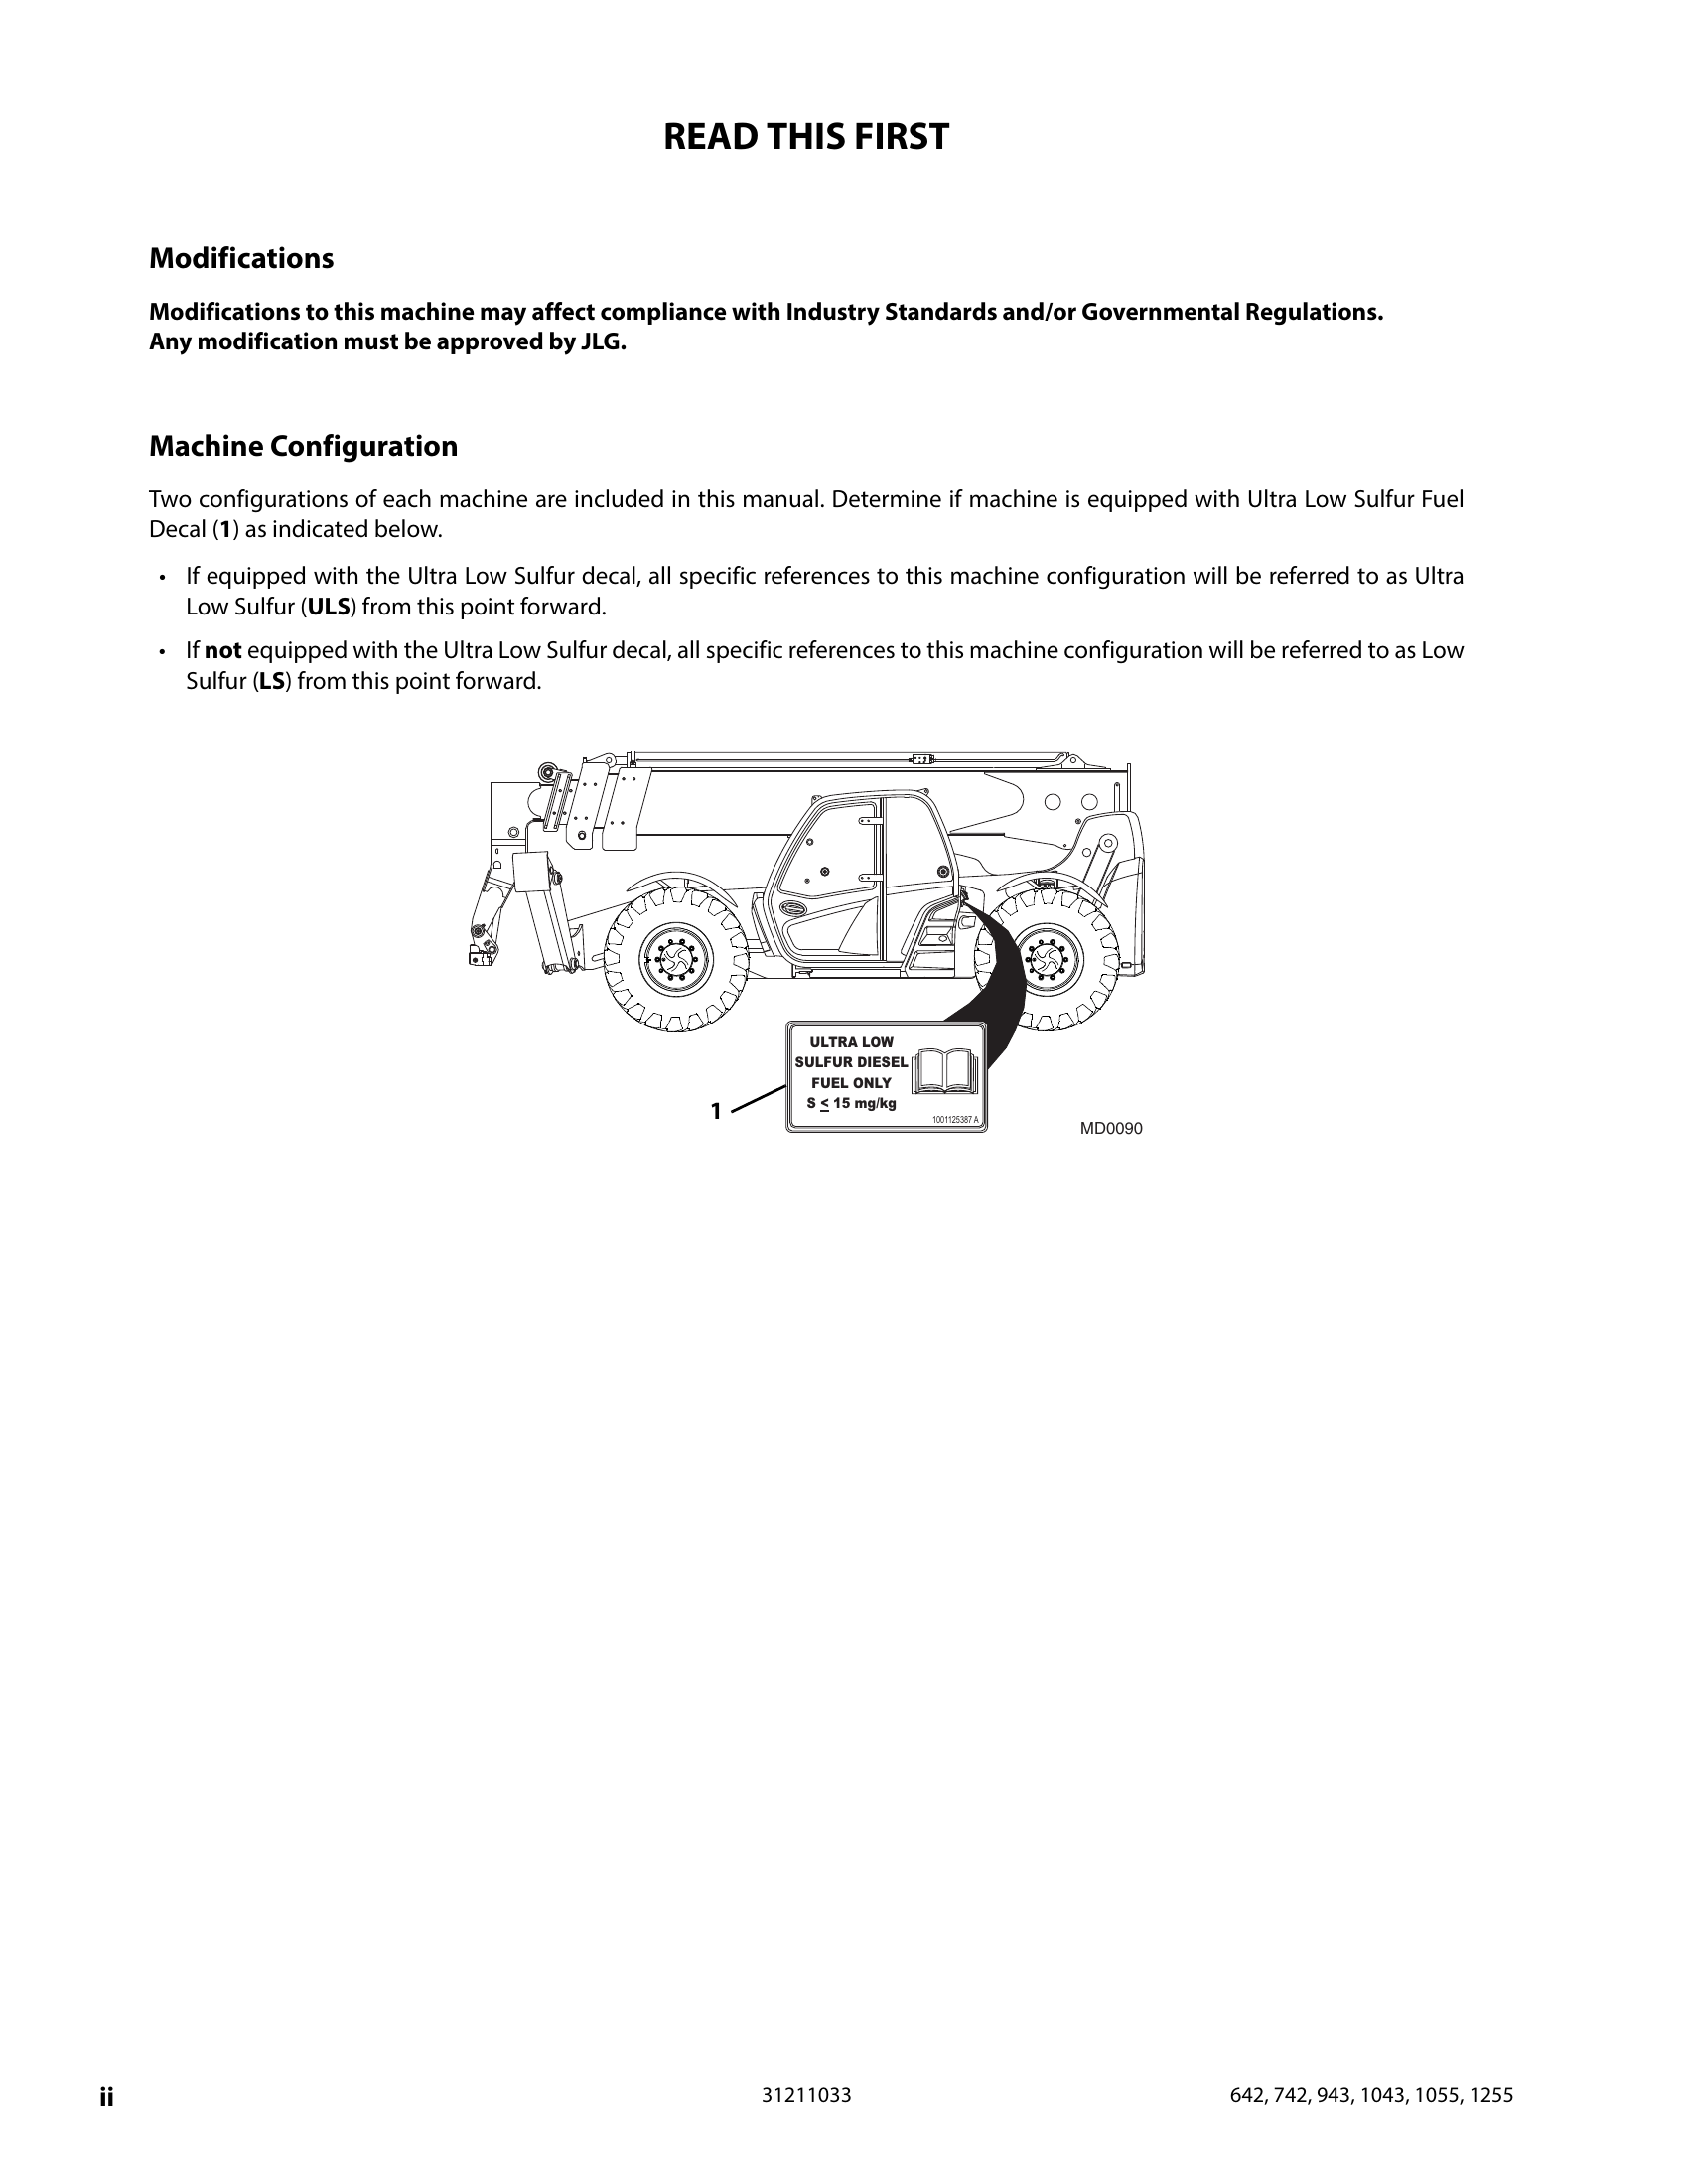 READ THIS FIRST
Modifications
Modifications to this machine may affect compliance with Industry Standards and/or Governmental Regulations.
Any modification must be approved by JLG.
Machine Configuration
Two configurations of each machine are included in this manual. Determine if machine is equipped with Ultra Low Sulfur Fuel
Decal (1) as indicated below.
• If equipped with the Ultra Low Sulfur decal, all specific references to this machine configuration will be referred to as Ultra
Low Sulfur (ULS) from this point forward.
• If not equipped with the Ultra Low Sulfur decal, all specific references to this machine configuration will be referred to as Low
Sulfur (LS) from this point forward.
ULTRA LOW
SULFUR DIESEL
FUEL ONLY
S ≤ 15 mg/kg
1001125387 A
1
MD0090
ii
31211033
642, 742, 943, 1043, 1055, 1255